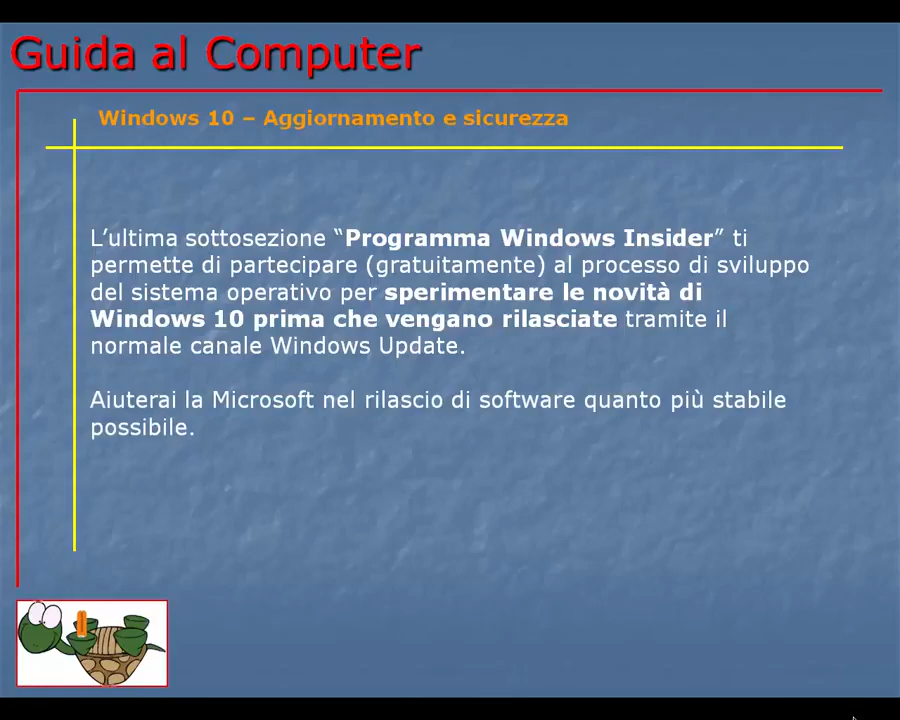 Guida al Computer
Windows 10 – Aggiornamento e sicurezza
L’ultima sottosezione “Programma Windows Insider” ti
permette di partecipare (gratuitamente) al processo di sviluppo
del sistema operativo per sperimentare le novità di
Windows 10 prima che vengano rilasciate tramite il
normale canale Windows Update.
Aiuterai la Microsoft nel rilascio di software quanto più stabile
possibile.